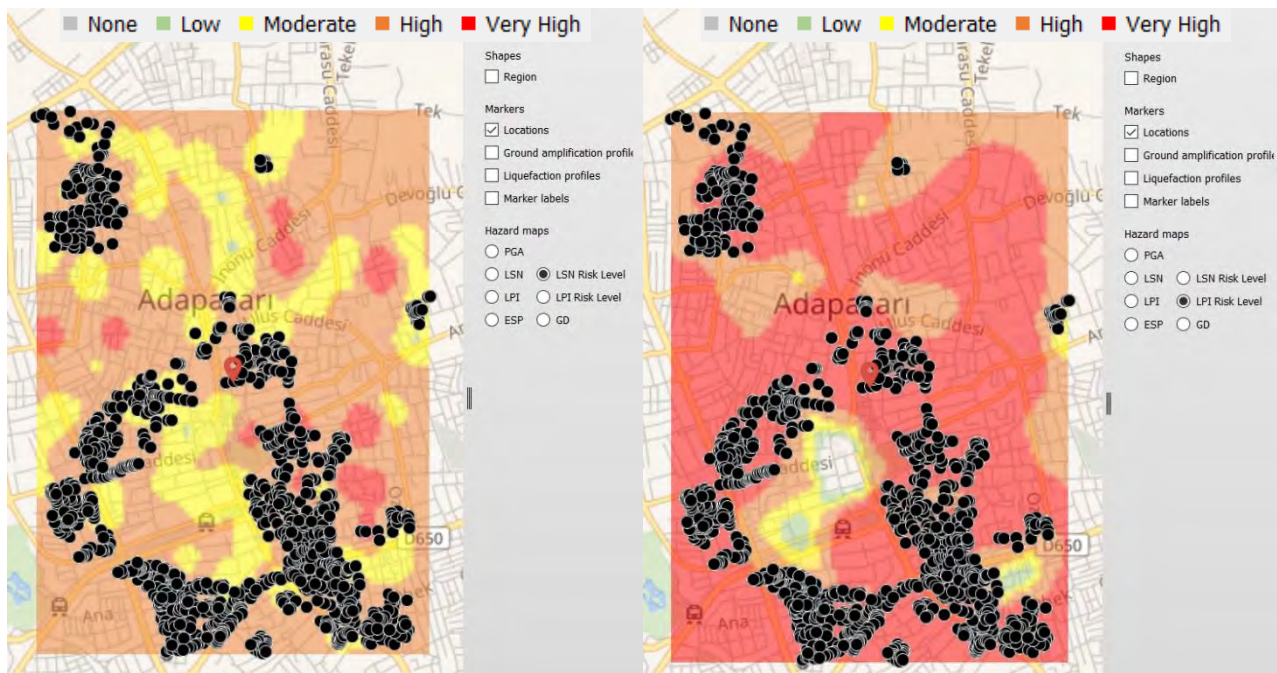 None Low Moderate High Very High
Shapes
Region
Markers
Locations
Ground amplification profile
Liquefaction profiles
Marker labels
Hazard maps
PGA
LSN LSN Risk Level
LPI LPI Risk Level
ESP GD
Tekel
Tek
Devoğlu
İnönü Caddesi
Adapazarı
Caddesi
D650
Ana
None Low Moderate High Very High
Shapes
Region
Markers
Locations
Ground amplification profile
Liquefaction profiles
Marker labels
Hazard maps
PGA
LSN LSN Risk Level
LPI LPI Risk Level
ESP GD
Tekel
Tek
Devoğlu
İnönü Caddesi
Adapazarı
Caddesi
D650
Ana